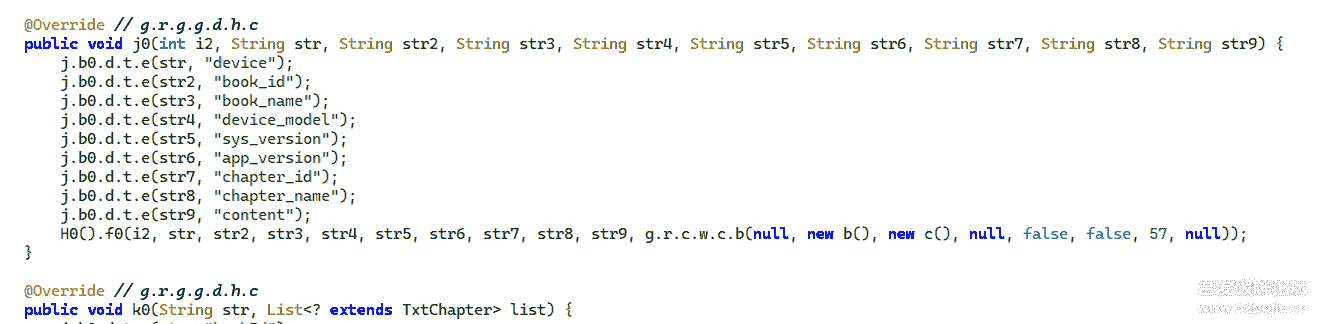 @Override // g.r.g.g.d.h.c
public void j0(int i2, String str, String str2, String str3, String str4, String str5, String str6, String str7, String str8, String str9) {
    j.b0.d.t.e(str, "device");
    j.b0.d.t.e(str2, "book_id");
    j.b0.d.t.e(str3, "book_name");
    j.b0.d.t.e(str4, "device_model");
    j.b0.d.t.e(str5, "sys_version");
    j.b0.d.t.e(str6, "app_version");
    j.b0.d.t.e(str7, "chapter_id");
    j.b0.d.t.e(str8, "chapter_name");
    j.b0.d.t.e(str9, "content");
    H0().f0(i2, str, str2, str3, str4, str5, str6, str7, str8, str9, g.r.c.w.c.b(null, new b(), new c(), null, false, false, 57, null));
}
@Override // g.r.g.g.d.h.c
public void k0(String str, List<? extends TxtChapter> list) {